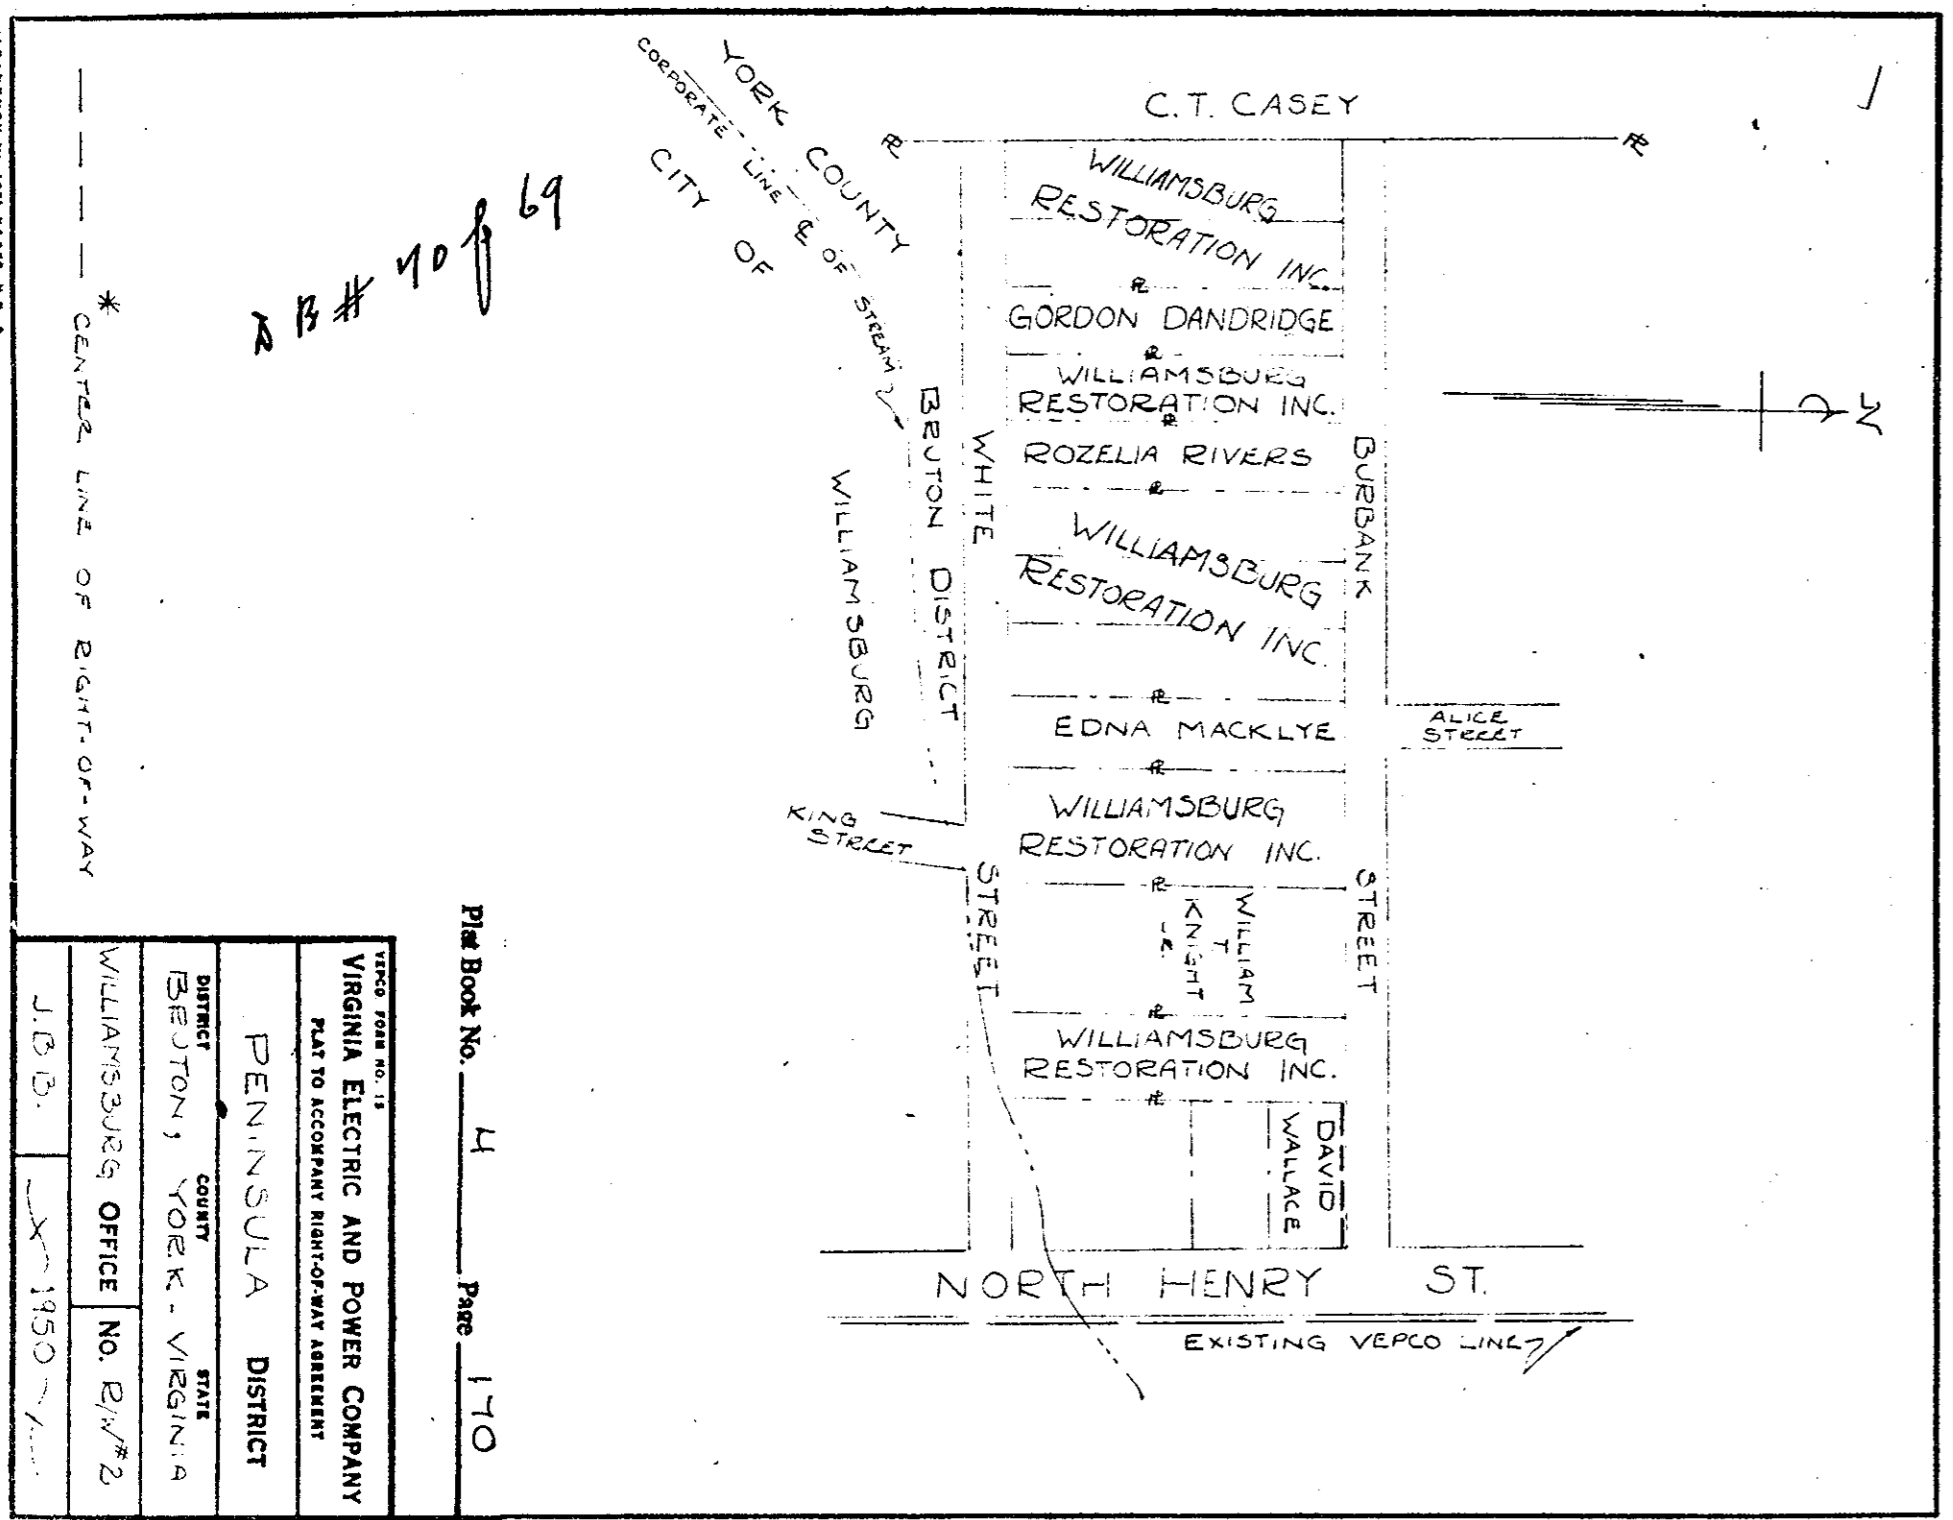 C.T. CASEY
YORK COUNTY
CORPORATE LINE ℄ OF STREAM
CITY OF
WILLIAMSBURG
BRUTON DISTRICT
WHITE
STREET
BURBANK
STREET
WILLIAMSBURG
RESTORATION INC.
GORDON DANDRIDGE
WILLIAMSBURG
RESTORATION INC.
ROZELIA RIVERS
WILLIAMSBURG
RESTORATION INC.
EDNA MACKLYE
ALICE
STREET
WILLIAMSBURG
RESTORATION INC.
KING
STREET
WILLIAM
T
KNIGHT
WILLIAMSBURG
RESTORATION INC.
DAVID
WALLACE
NORTH HENRY ST.
EXISTING VEPCO LINE
N
D B # 40 P 69
* CENTER LINE OF RIGHT-OF-WAY
Plat Book No. 4 Page 170
VEPCO FORM NO. 15
VIRGINIA ELECTRIC AND POWER COMPANY
PLAT TO ACCOMPANY RIGHT-OF-WAY AGREEMENT
PENINSULA DISTRICT
DISTRICT COUNTY STATE
BRUTON, YORK - VIRGINIA
WILLIAMSBURG OFFICE NO. R/W #2
J.B.B.
1950